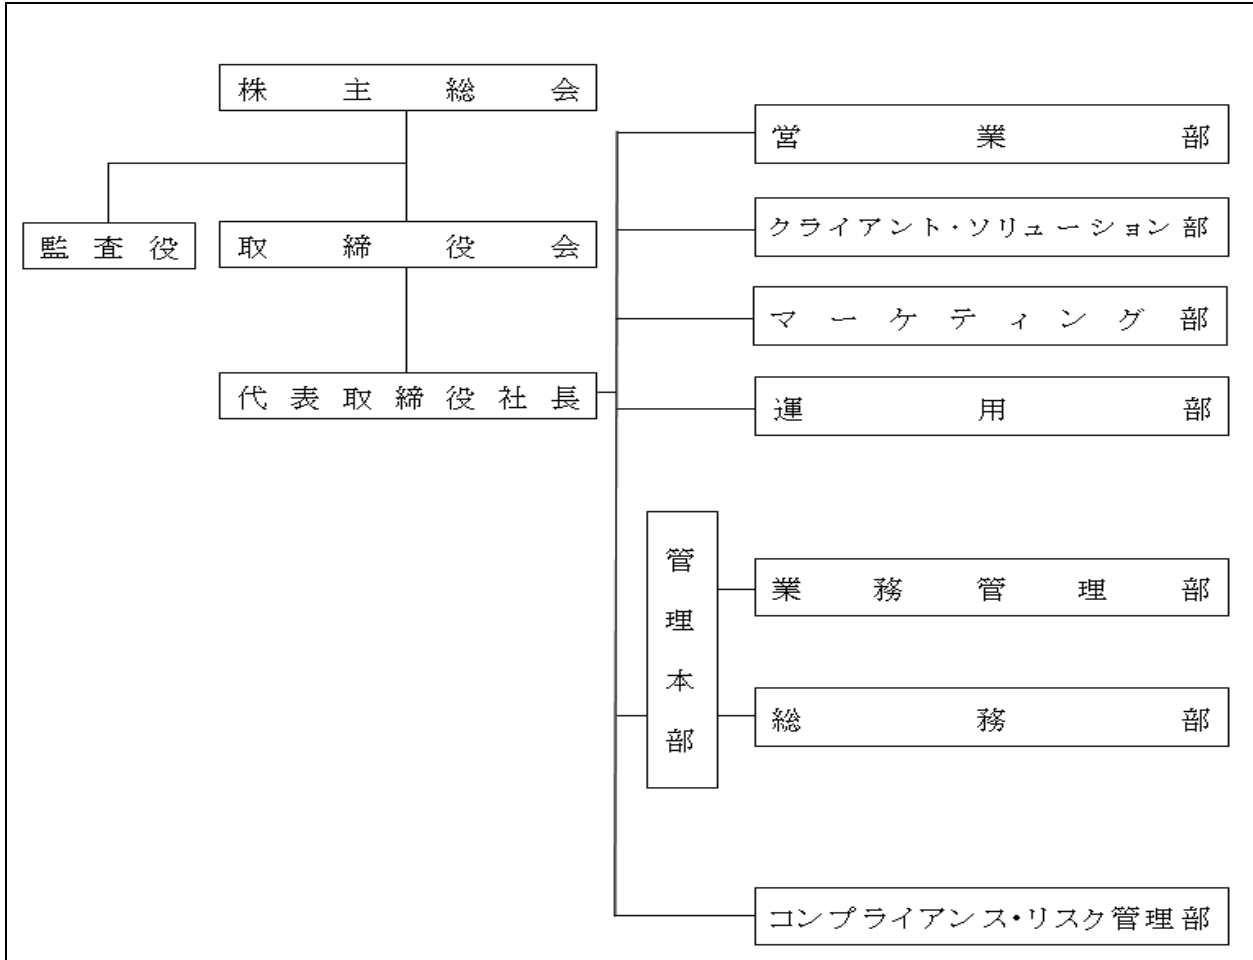 株主総会
監査役
取締役会
代表取締役社長
営業部
クライアント・ソリューション部
マーケティング部
運用部
管理本部
業務管理部
総務部
コンプライアンス・リスク管理部